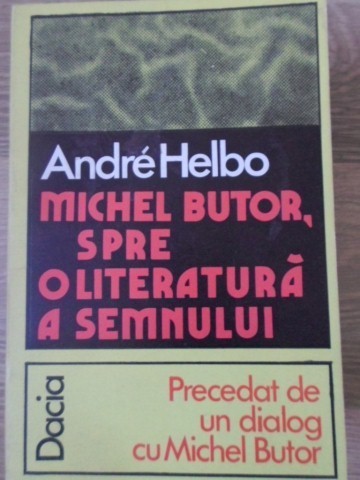 André Helbo
MICHEL BUTOR,
SPRE
O LITERATURĂ
A SEMNULUI
Dacia
Precedat de
un dialog
cu Michel Butor